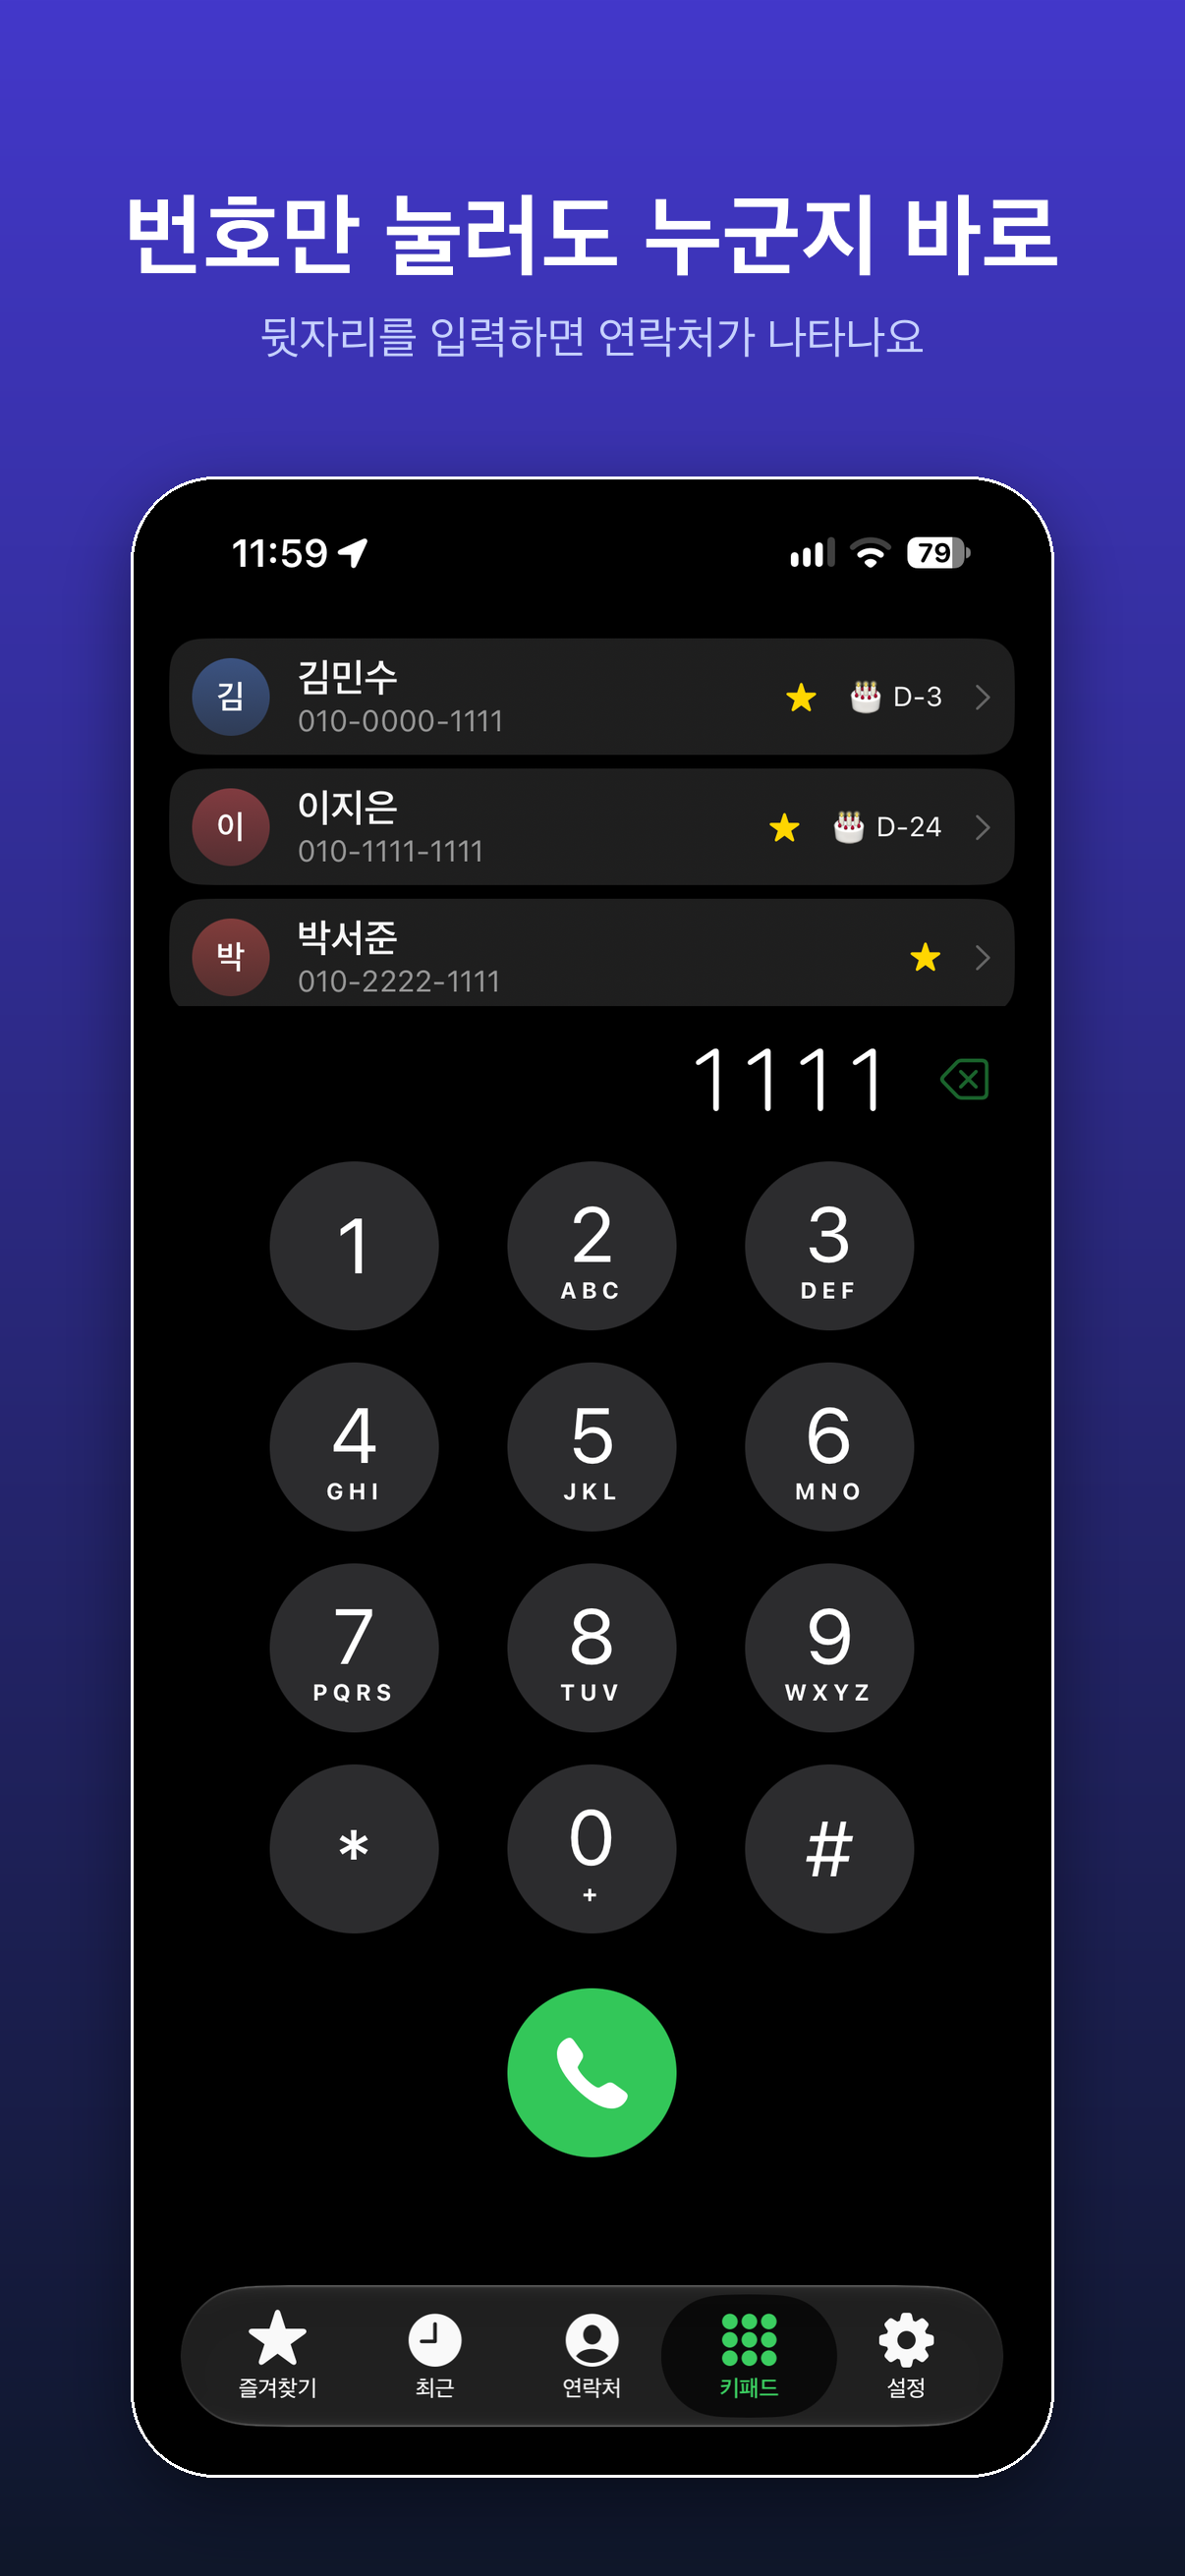 번호만 눌러도 누군지 바로
뒷자리를 입력하면 연락처가 나타나요
11:59 79
김 김민수 D-3
010-0000-1111
이 이지은 D-24
010-1111-1111
박 박서준
010-2222-1111
1111
1 2 3
ABC DEF
4 5 6
GHI JKL MNO
7 8 9
PQRS TUV WXYZ
* 0 #
+
즐겨찾기 최근 연락처 키패드 설정